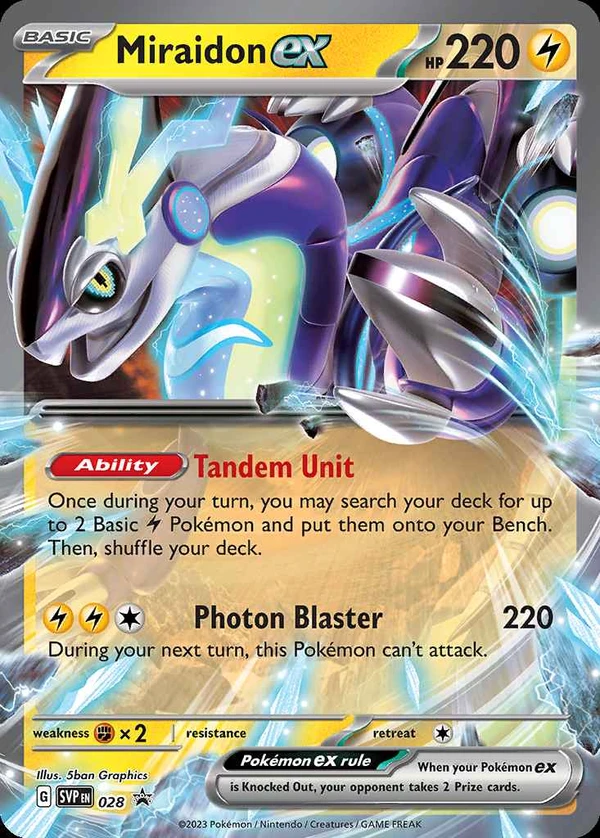 BASIC Miraidon ex HP 220
Ability Tandem Unit
Once during your turn, you may search your deck for up
to 2 Basic Pokémon and put them onto your Bench.
Then, shuffle your deck.
Photon Blaster 220
During your next turn, this Pokémon can't attack.
weakness ×2 resistance retreat
Pokémon ex rule When your Pokémon ex
is Knocked Out, your opponent takes 2 Prize cards.
Illus. 5ban Graphics
G SVP EN 028
©2023 Pokémon / Nintendo / Creatures / GAME FREAK